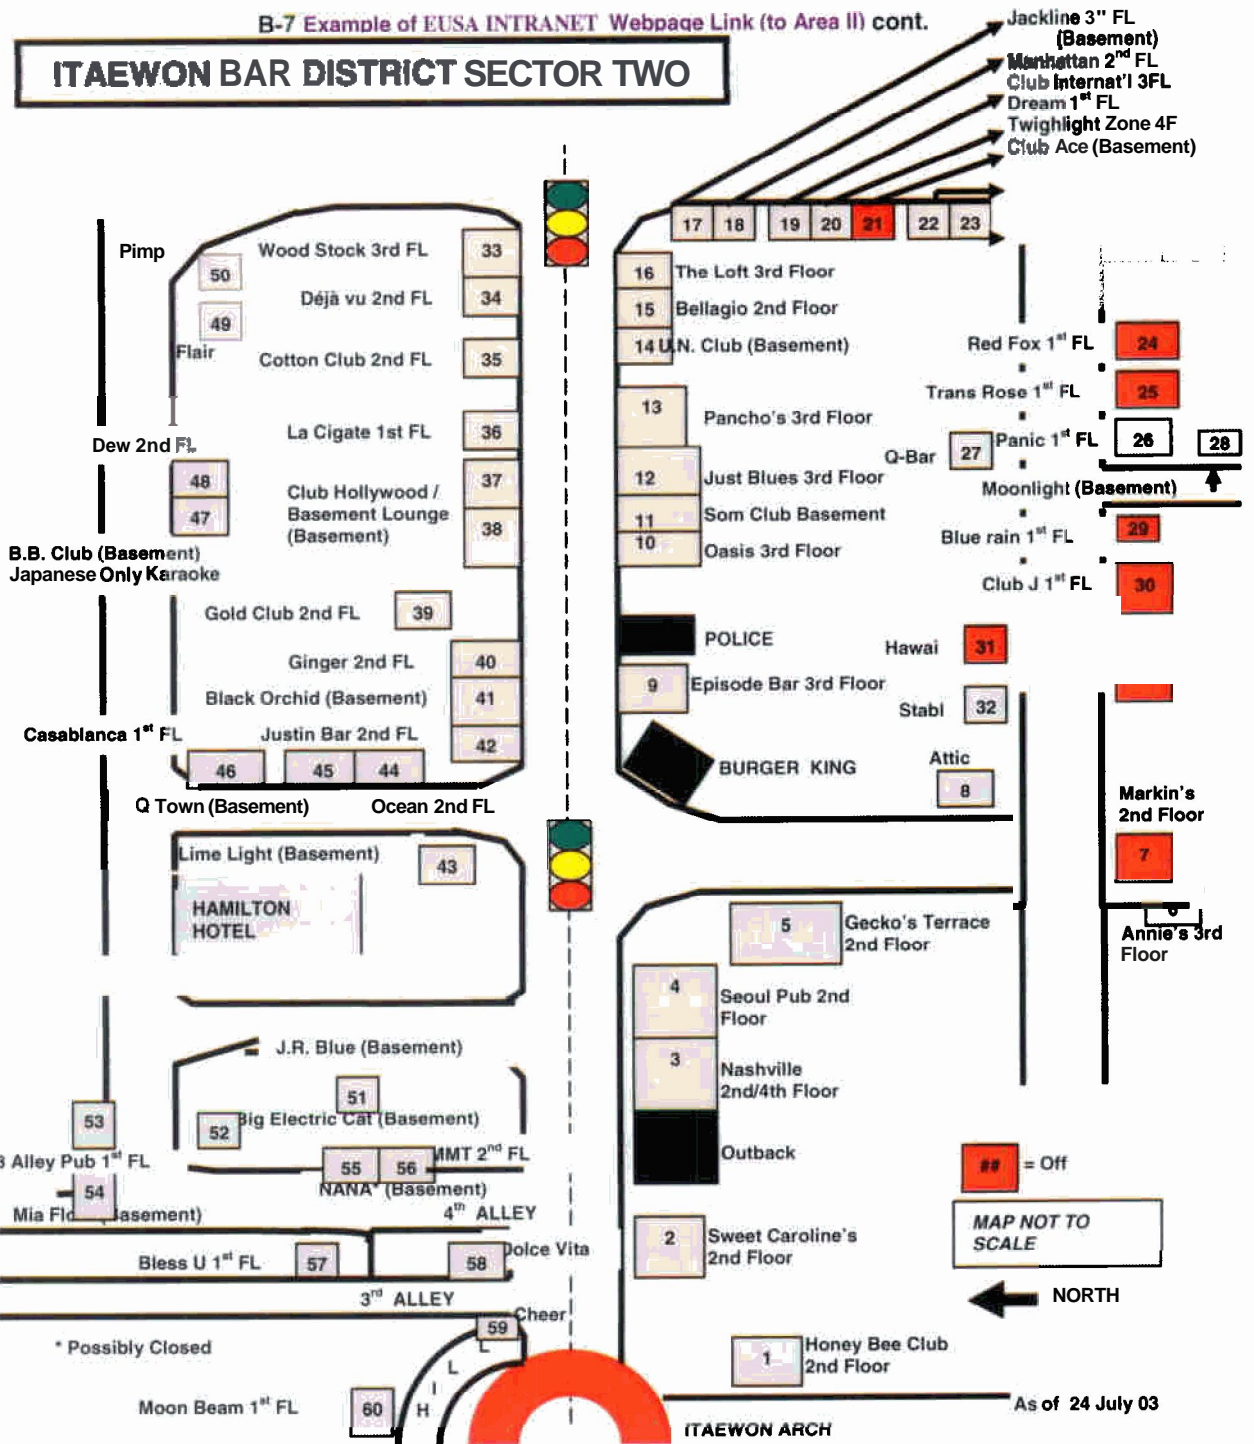 B-7 Example of EUSA INTRANET Webpage Link (to Area II) cont.
ITAEWON BAR DISTRICT SECTOR TWO
Jackline 3" FL
(Basement)
Manhattan 2nd FL
Club Internat'l 3FL
Dream 1st FL
Twighlight Zone 4F
Club Ace (Basement)
17 18 19 20 21 22 23
Pimp
50
49
Flair
Wood Stock 3rd FL 33
Déjà vu 2nd FL 34
Cotton Club 2nd FL 35
La Cigate 1st FL 36
37
Club Hollywood /
Basement Lounge
(Basement)
38
Dew 2nd FL
48
47
B.B. Club (Basement)
Japanese Only Karaoke
Gold Club 2nd FL 39
Ginger 2nd FL 40
Black Orchid (Basement) 41
Casablanca 1st FL
Justin Bar 2nd FL 42
46 45 44
Q Town (Basement)
Ocean 2nd FL
16 The Loft 3rd Floor
15 Bellagio 2nd Floor
14 U.N. Club (Basement)
13 Pancho's 3rd Floor
12 Just Blues 3rd Floor
11 Som Club Basement
10 Oasis 3rd Floor
POLICE
9 Episode Bar 3rd Floor
BURGER KING
Red Fox 1st FL 24
Trans Rose 1st FL 25
Panic 1st FL 26
28
Q-Bar 27
Moonlight (Basement)
Blue rain 1st FL 29
Club J 1st FL 30
Hawai 31
Stabl 32
Attic
8
Markin's
2nd Floor
7
6
Annie's 3rd
Floor
Lime Light (Basement) 43
HAMILTON
HOTEL
5 Gecko's Terrace
2nd Floor
4 Seoul Pub 2nd
Floor
3 Nashville
2nd/4th Floor
Outback
2 Sweet Caroline's
2nd Floor
1 Honey Bee Club
2nd Floor
J.R. Blue (Basement)
51
Big Electric Cat (Basement)
52
53
3 Alley Pub 1st FL
54
55 56 MMT 2nd FL
NANA* (Basement)
Mia (Basement)
4th ALLEY
Bless U 1st FL 57
58 Dolce Vita
3rd ALLEY
Cheer
59
* Possibly Closed
HILL
Moon Beam 1st FL 60
## = Off
MAP NOT TO
SCALE
NORTH
As of 24 July 03
ITAEWON ARCH